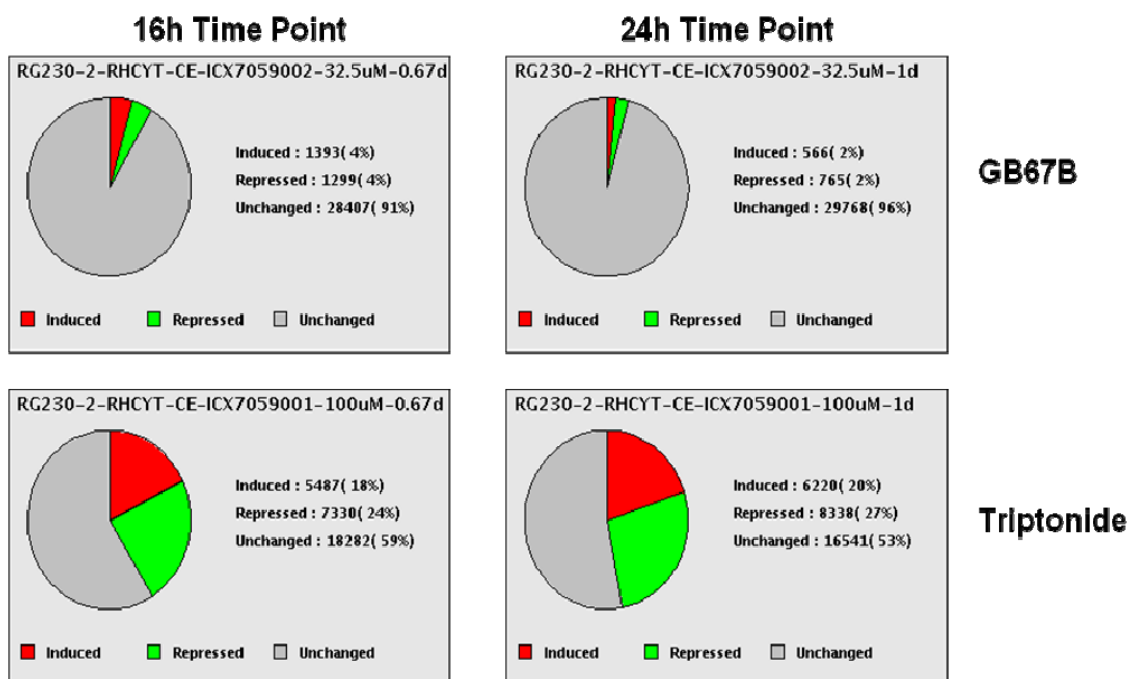 16h Time Point
24h Time Point
RG230-2-RHCYT-CE-ICX7059002-32.5uM-0.67d
Induced : 1393( 4%)
Repressed : 1299( 4%)
Unchanged : 28407( 91%)
Induced Repressed Unchanged
RG230-2-RHCYT-CE-ICX7059002-32.5uM-1d
Induced : 566( 2%)
Repressed : 765( 2%)
Unchanged : 29768( 96%)
Induced Repressed Unchanged
GB67B
RG230-2-RHCYT-CE-ICX7059001-100uM-0.67d
Induced : 5487( 18%)
Repressed : 7330( 24%)
Unchanged : 18282( 59%)
Induced Repressed Unchanged
RG230-2-RHCYT-CE-ICX7059001-100uM-1d
Induced : 6220( 20%)
Repressed : 8338( 27%)
Unchanged : 16541( 53%)
Induced Repressed Unchanged
Triptonide